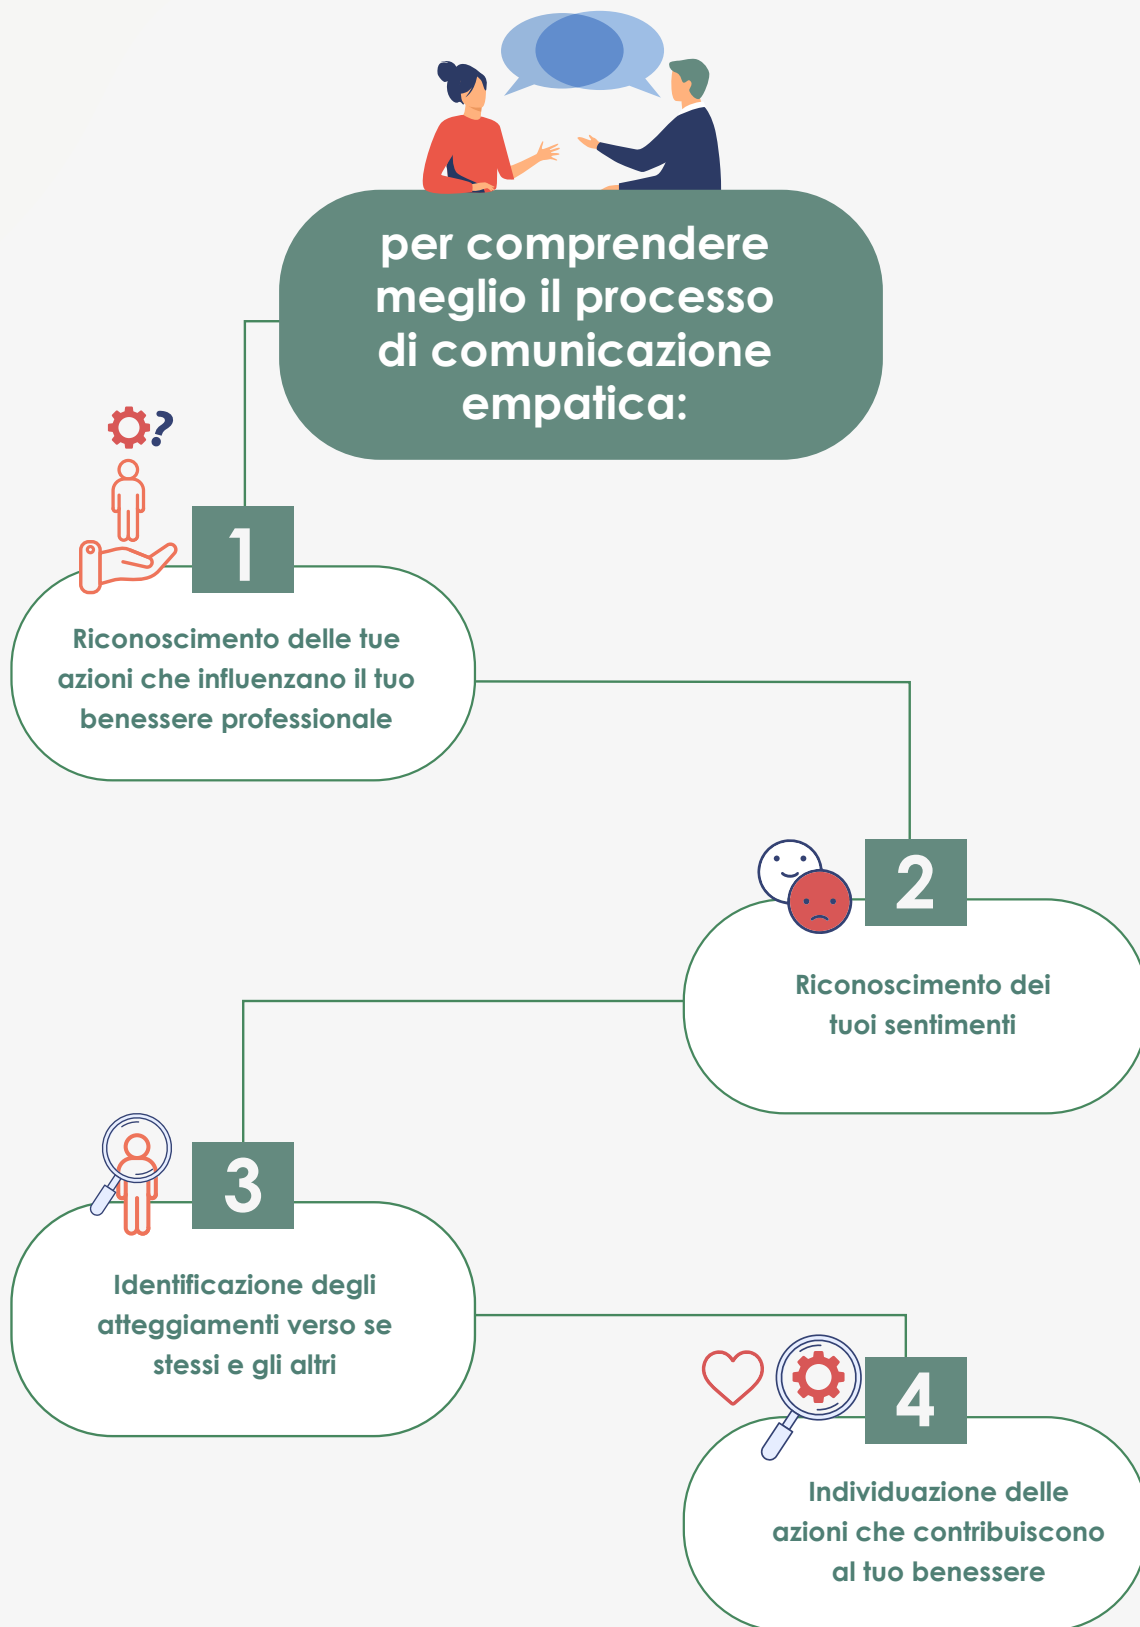 per comprendere
meglio il processo
di comunicazione
empatica:
?
1
Riconoscimento delle tue
azioni che influenzano il tuo
benessere professionale
2
Riconoscimento dei
tuoi sentimenti
3
Identificazione degli
atteggiamenti verso se
stessi e gli altri
4
Individuazione delle
azioni che contribuiscono
al tuo benessere